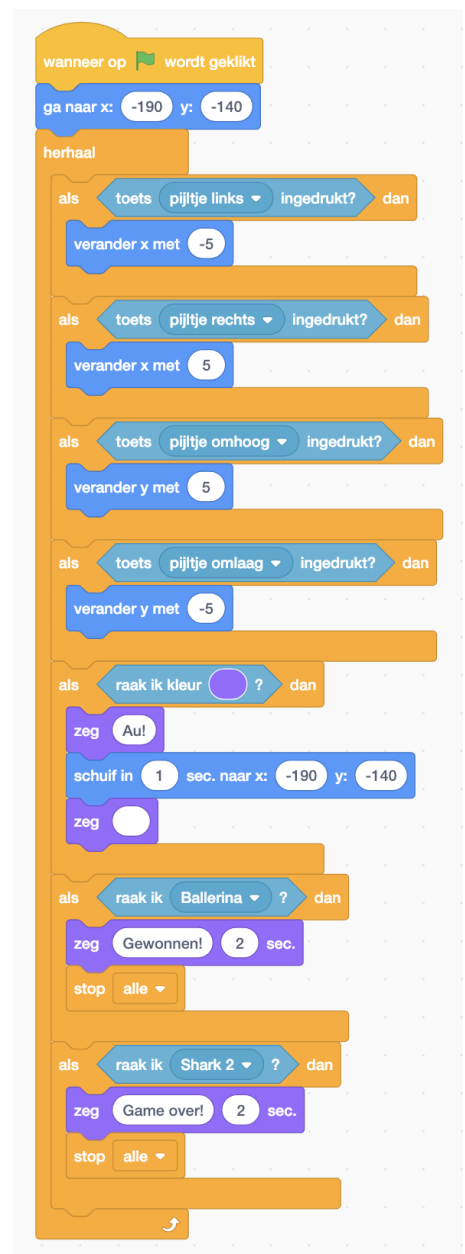 wanneer op wordt geklikt
ga naar x: -190 y: -140
herhaal
als toets pijltje links ingedrukt? dan
verander x met -5
als toets pijltje rechts ingedrukt? dan
verander x met 5
als toets pijltje omhoog ingedrukt? dan
verander y met 5
als toets pijltje omlaag ingedrukt? dan
verander y met -5
als raak ik kleur ? dan
zeg Au!
schuif in 1 sec. naar x: -190 y: -140
zeg
als raak ik Ballerina ? dan
zeg Gewonnen! 2 sec.
stop alle
als raak ik Shark 2 ? dan
zeg Game over! 2 sec.
stop alle